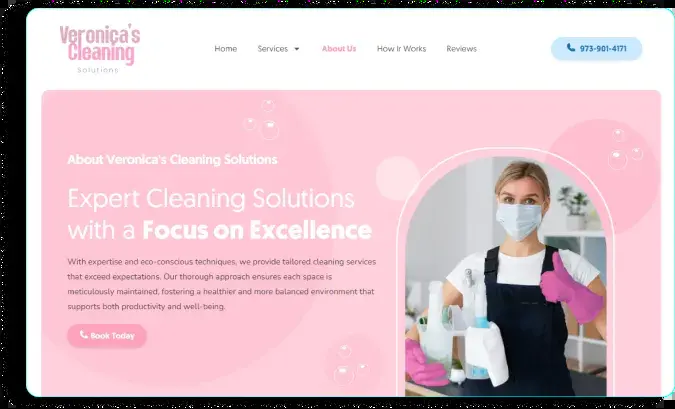 Veronica's
Cleaning
Solutions
Home Services About Us How Ir Works Reviews
973-901-4171
About Veronica's Cleaning Solutions
Expert Cleaning Solutions
with a Focus on Excellence
With expertise and eco-conscious techniques, we provide tailored cleaning services
that exceed expectations. Our thorough approach ensures each space is
meticulously maintained, fostering a healthier and more balanced environment that
supports both productivity and well-being.
Book Today